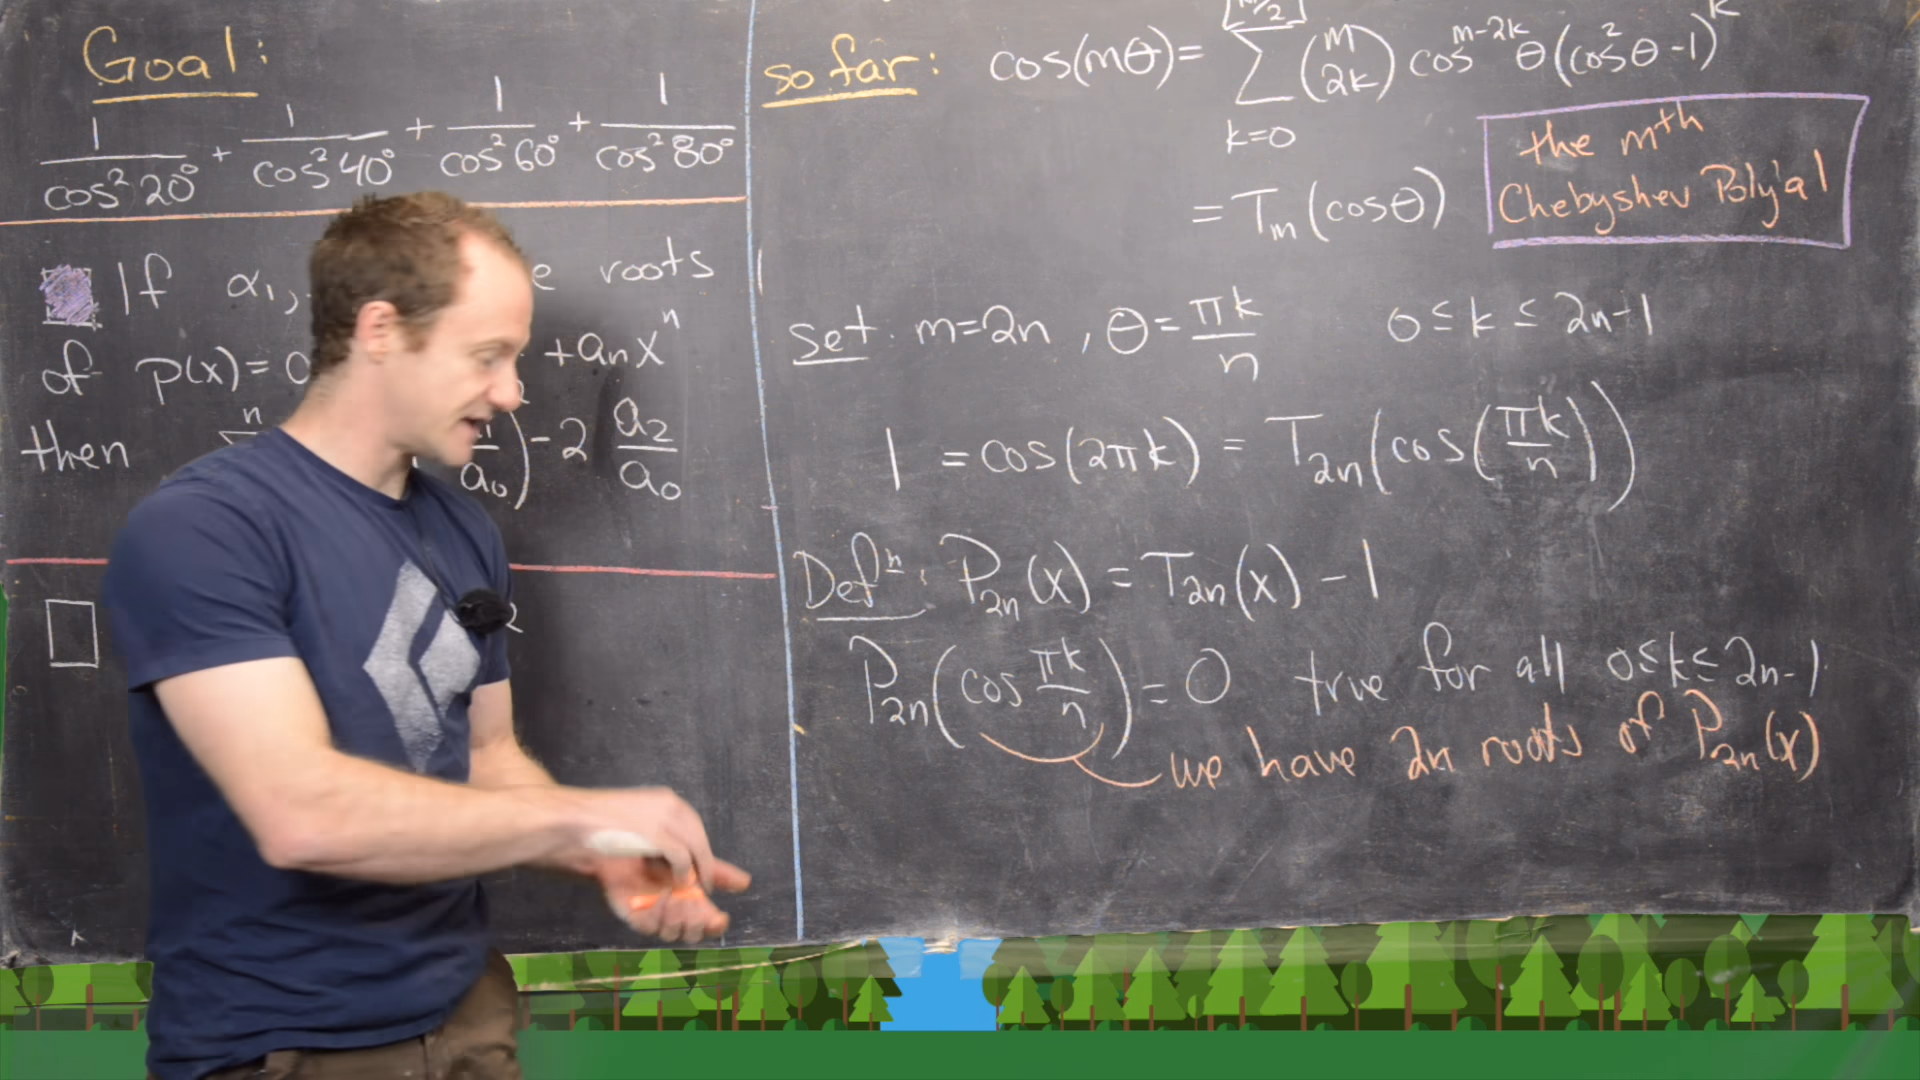 Goal:
1/cos²20° + 1/cos²40° + 1/cos²60° + 1/cos²80°
If α₁, roots
of p(x)= +aₙxⁿ
then n a₀) - 2 a₂/a₀
so far: cos(mθ) = ∑_{k=0}^{⌊m/2⌋} (m 2k) cos^{m-2k}θ (cos²θ -1)^k
= Tₘ(cosθ)
the mth
Chebyshev Poly'al
set: m=2n, θ = πk/n 0≤k≤2n-1
1 = cos(2πk) = T₂ₙ(cos(πk/n))
Defⁿ: P₂ₙ(x) = T₂ₙ(x) - 1
P₂ₙ(cos πk/n) = 0 true for all 0≤k≤2n-1
we have 2n roots of P₂ₙ(x)